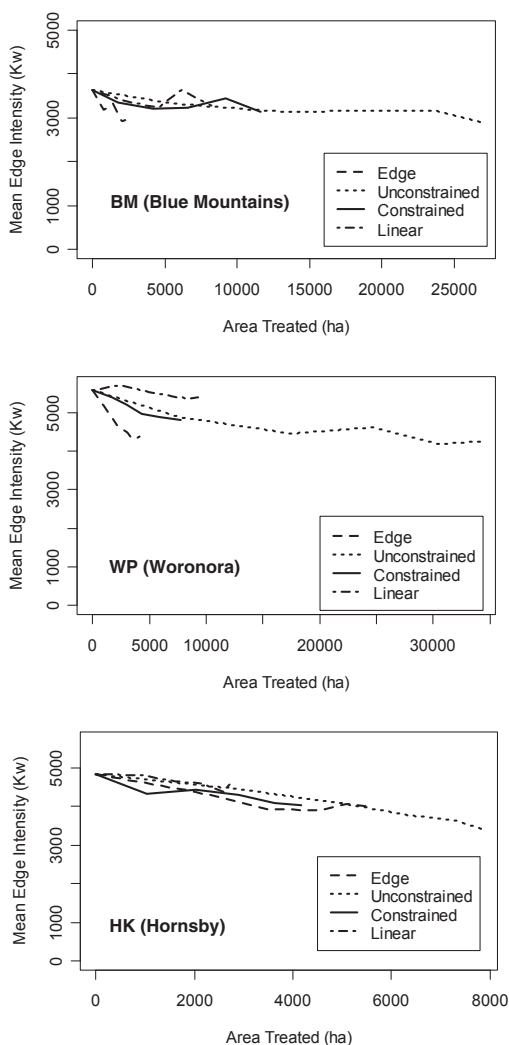 Mean Edge Intensity (Kw)
5000
3000
1000
0
BM (Blue Mountains)
Edge
Unconstrained
Constrained
Linear
0 5000 10000 15000 20000 25000
Area Treated (ha)
Mean Edge Intensity (Kw)
5000
3000
1000
0
WP (Woronora)
Edge
Unconstrained
Constrained
Linear
0 5000 10000 20000 30000
Area Treated (ha)
Mean Edge Intensity (Kw)
5000
3000
1000
0
HK (Hornsby)
Edge
Unconstrained
Constrained
Linear
0 2000 4000 6000 8000
Area Treated (ha)